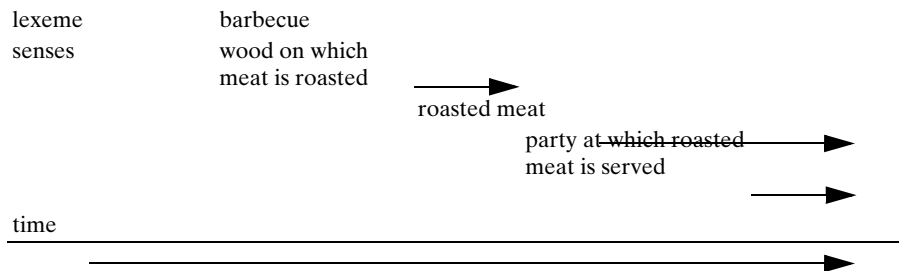 lexeme barbecue
senses wood on which
meat is roasted
roasted meat
party at which roasted
meat is served
time